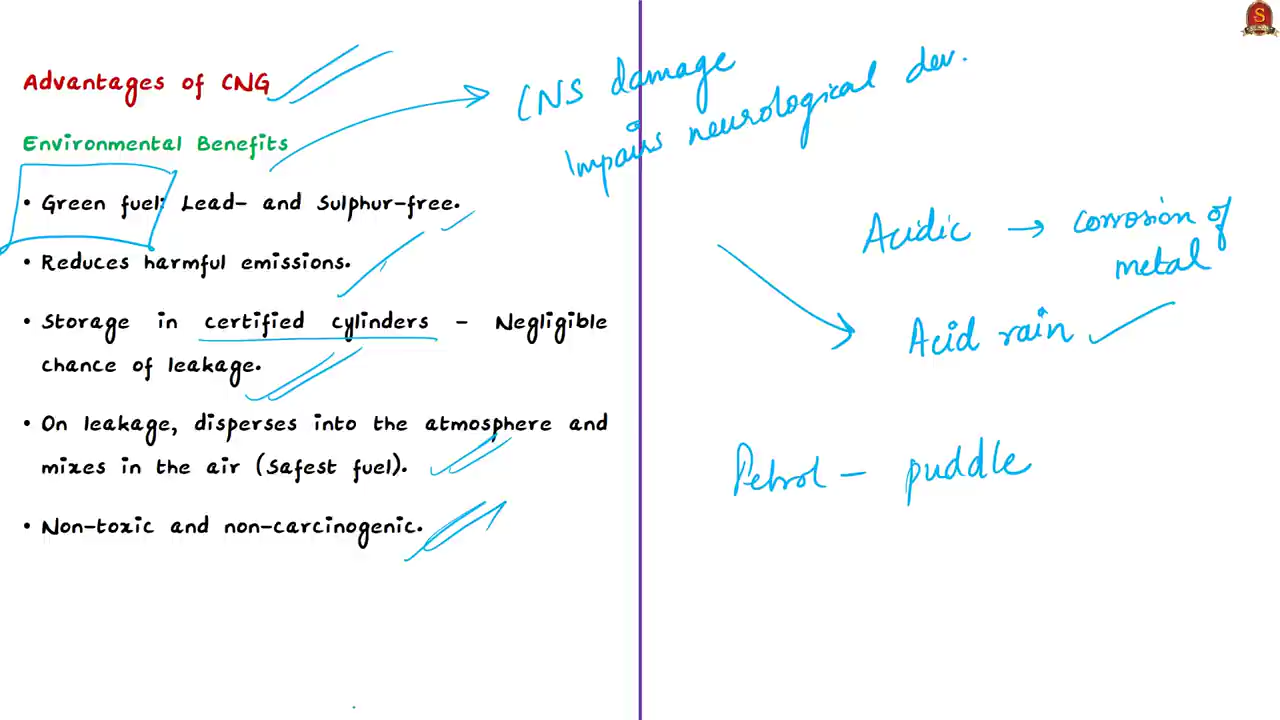 Advantages of CNG
Environmental Benefits
• Green fuel: Lead- and Sulphur-free.
• Reduces harmful emissions.
• Storage in certified cylinders – Negligible
chance of leakage.
• On leakage, disperses into the atmosphere and
mixes in the air (Safest fuel).
• Non-toxic and non-carcinogenic.
CNS damage
Impairs neurological dev.
Acidic → corrosion of
metal
Acid rain
Petrol – puddle
S